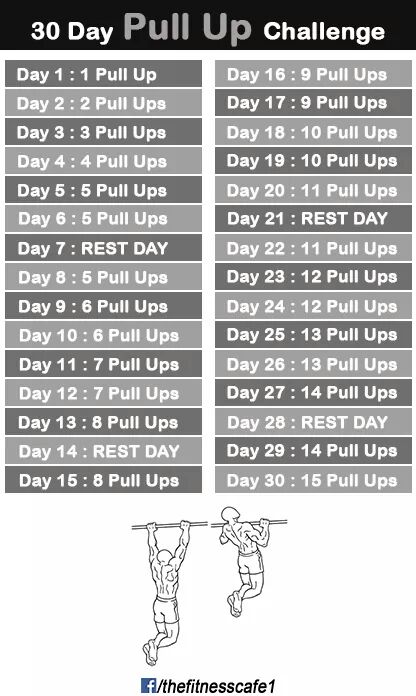 30 Day Pull Up Challenge
Day 1 : 1 Pull Up
Day 2 : 2 Pull Ups
Day 3 : 3 Pull Ups
Day 4 : 4 Pull Ups
Day 5 : 5 Pull Ups
Day 6 : 5 Pull Ups
Day 7 : REST DAY
Day 8 : 5 Pull Ups
Day 9 : 6 Pull Ups
Day 10 : 6 Pull Ups
Day 11 : 7 Pull Ups
Day 12 : 7 Pull Ups
Day 13 : 8 Pull Ups
Day 14 : REST DAY
Day 15 : 8 Pull Ups
Day 16 : 9 Pull Ups
Day 17 : 9 Pull Ups
Day 18 : 10 Pull Ups
Day 19 : 10 Pull Ups
Day 20 : 11 Pull Ups
Day 21 : REST DAY
Day 22 : 11 Pull Ups
Day 23 : 12 Pull Ups
Day 24 : 12 Pull Ups
Day 25 : 13 Pull Ups
Day 26 : 13 Pull Ups
Day 27 : 14 Pull Ups
Day 28 : REST DAY
Day 29 : 14 Pull Ups
Day 30 : 15 Pull Ups
f/thefitnesscafe1